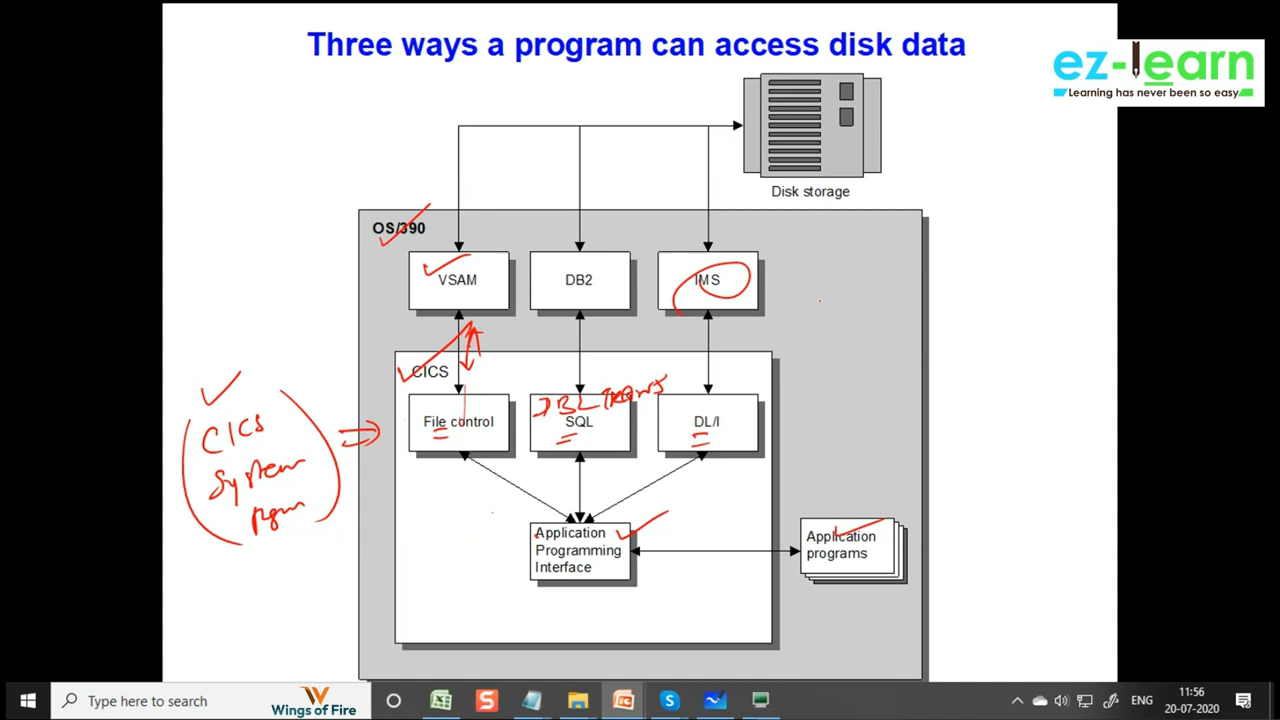 Three ways a program can access disk data
ez-learn
Learning has never been so easy
Disk storage
OS/390
VSAM
DB2
IMS
CICS
File control
SQL
DL/I
CICS
System
pgm
Application
Programming
Interface
Application
programs
Type here to search
Wings of Fire
ENG
11:56
20-07-2020